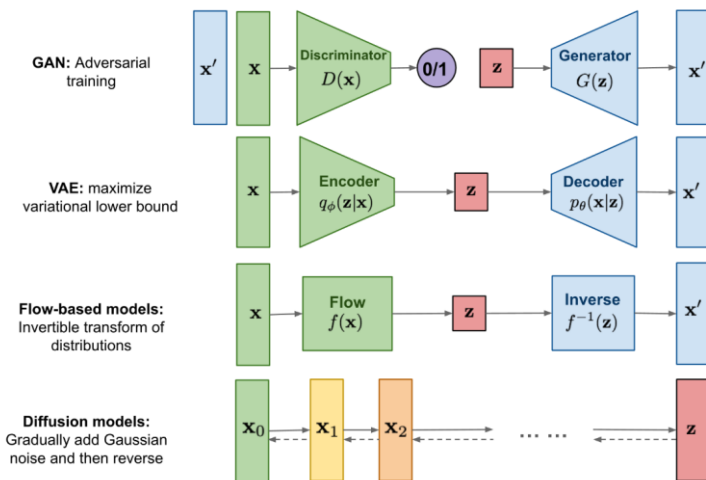 GAN: Adversarial
training
x′
x
Discriminator
D(x)
0/1
z
Generator
G(z)
x′
VAE: maximize
variational lower bound
x
Encoder
qϕ(z|x)
z
Decoder
pθ(x|z)
x′
Flow-based models:
Invertible transform of
distributions
x
Flow
f(x)
z
Inverse
f⁻¹(z)
x′
Diffusion models:
Gradually add Gaussian
noise and then reverse
x₀
x₁
x₂
... ...
z